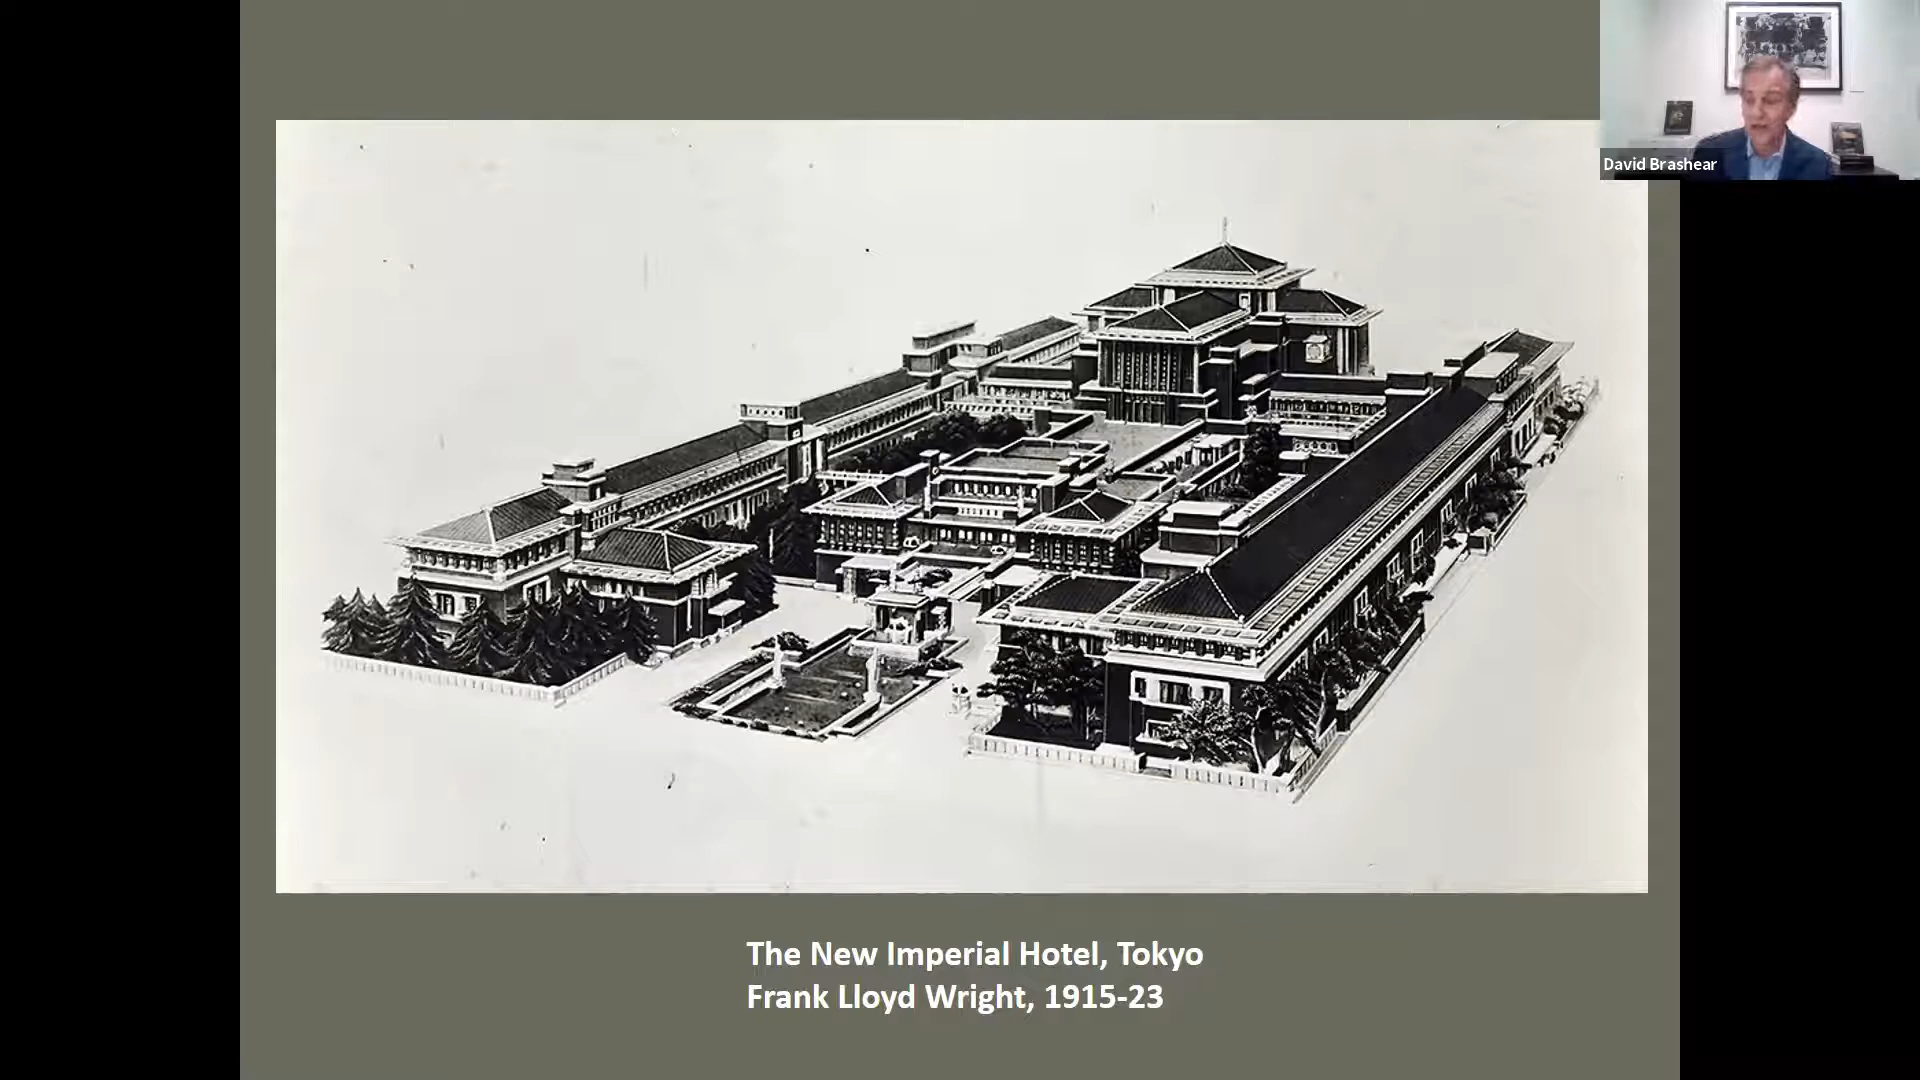 David Brashear
The New Imperial Hotel, Tokyo
Frank Lloyd Wright, 1915-23